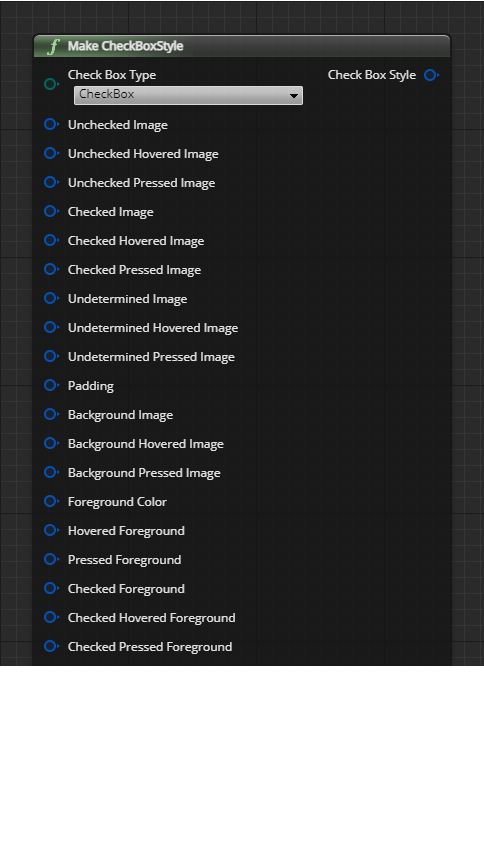 f Make CheckBoxStyle
Check Box Type
Check Box Style
CheckBox
Unchecked Image
Unchecked Hovered Image
Unchecked Pressed Image
Checked Image
Checked Hovered Image
Checked Pressed Image
Undetermined Image
Undetermined Hovered Image
Undetermined Pressed Image
Padding
Background Image
Background Hovered Image
Background Pressed Image
Foreground Color
Hovered Foreground
Pressed Foreground
Checked Foreground
Checked Hovered Foreground
Checked Pressed Foreground